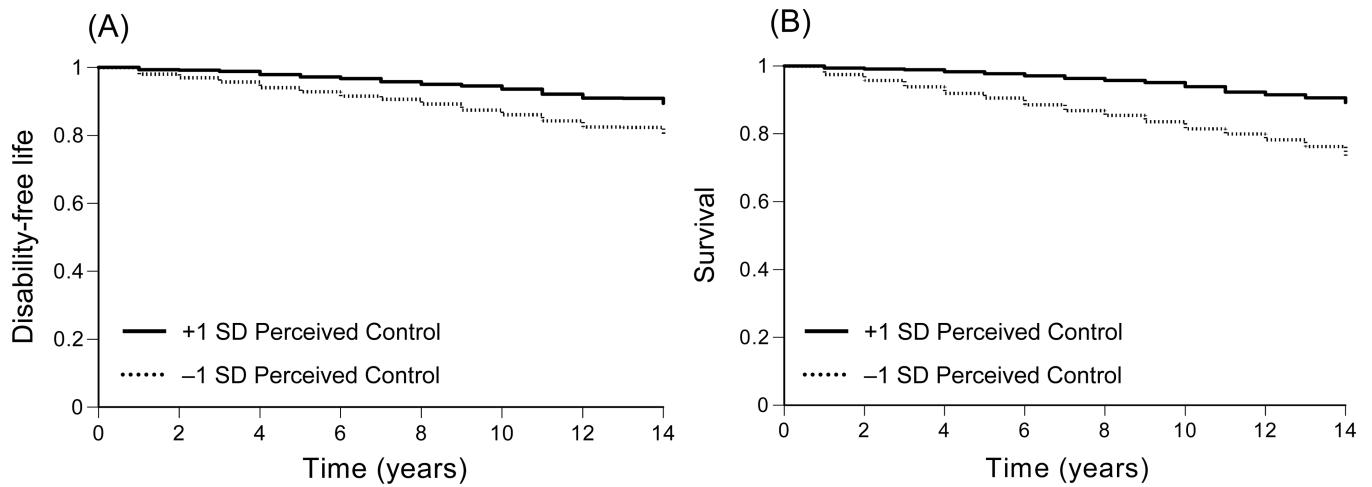 (A)
Disability-free life
1
0.8
0.6
0.4
0.2
0
+1 SD Perceived Control
–1 SD Perceived Control
0 2 4 6 8 10 12 14
Time (years)
(B)
Survival
1
0.8
0.6
0.4
0.2
0
+1 SD Perceived Control
–1 SD Perceived Control
0 2 4 6 8 10 12 14
Time (years)